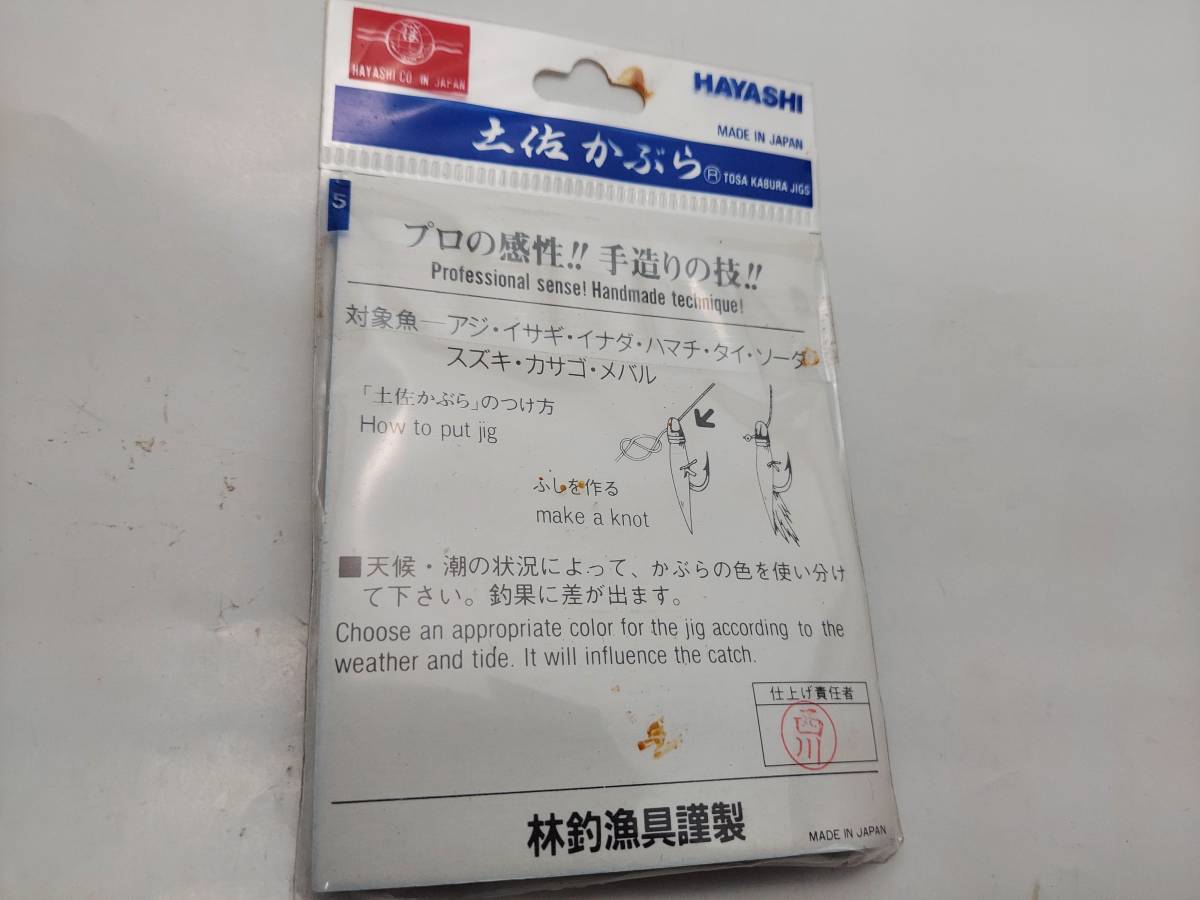 は
HAYASHI CO. IN JAPAN
HAYASHI
MADE IN JAPAN
土佐かぶら® TOSA KABURA JIGS
5
プロの感性!! 手造りの技!!
Professional sense! Handmade technique!
対象魚―アジ・イサギ・イナダ・ハマチ・タイ・ソーダ
スズキ・カサゴ・メバル
「土佐かぶら」のつけ方
How to put jig
ふしを作る
make a knot
■天候・潮の状況によって、かぶらの色を使い分け
て下さい。釣果に差が出ます。
Choose an appropriate color for the jig according to the
weather and tide. It will influence the catch.
仕上げ責任者
西川
林釣漁具謹製
MADE IN JAPAN